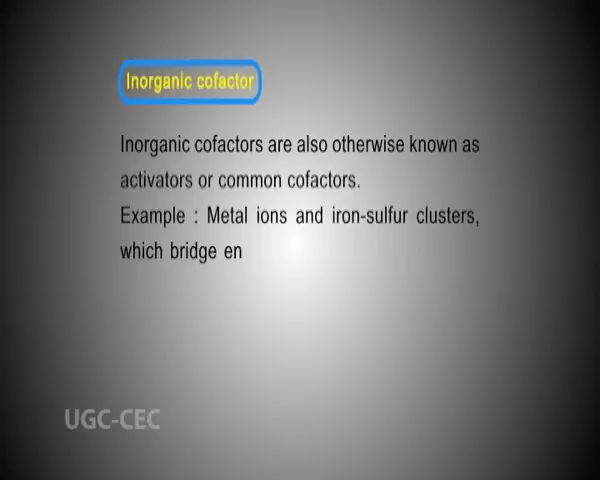 Inorganic cofactor
Inorganic cofactors are also otherwise known as
activators or common cofactors.
Example : Metal ions and iron-sulfur clusters,
which bridge en
UGC-CEC